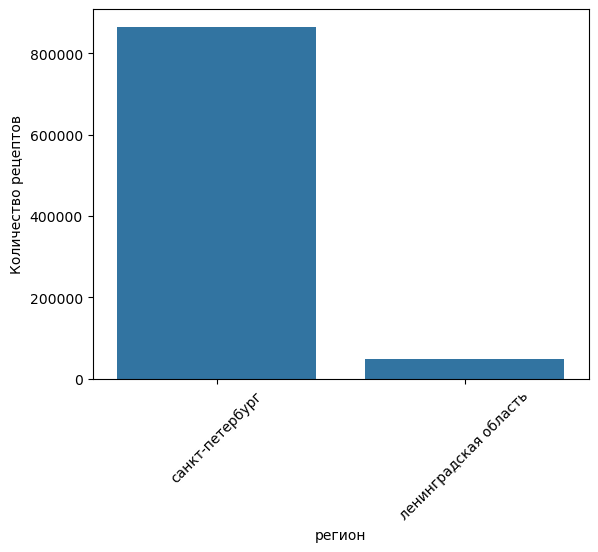 Количество рецептов
800000
600000
400000
200000
0
санкт-петербург
ленинградская область
регион